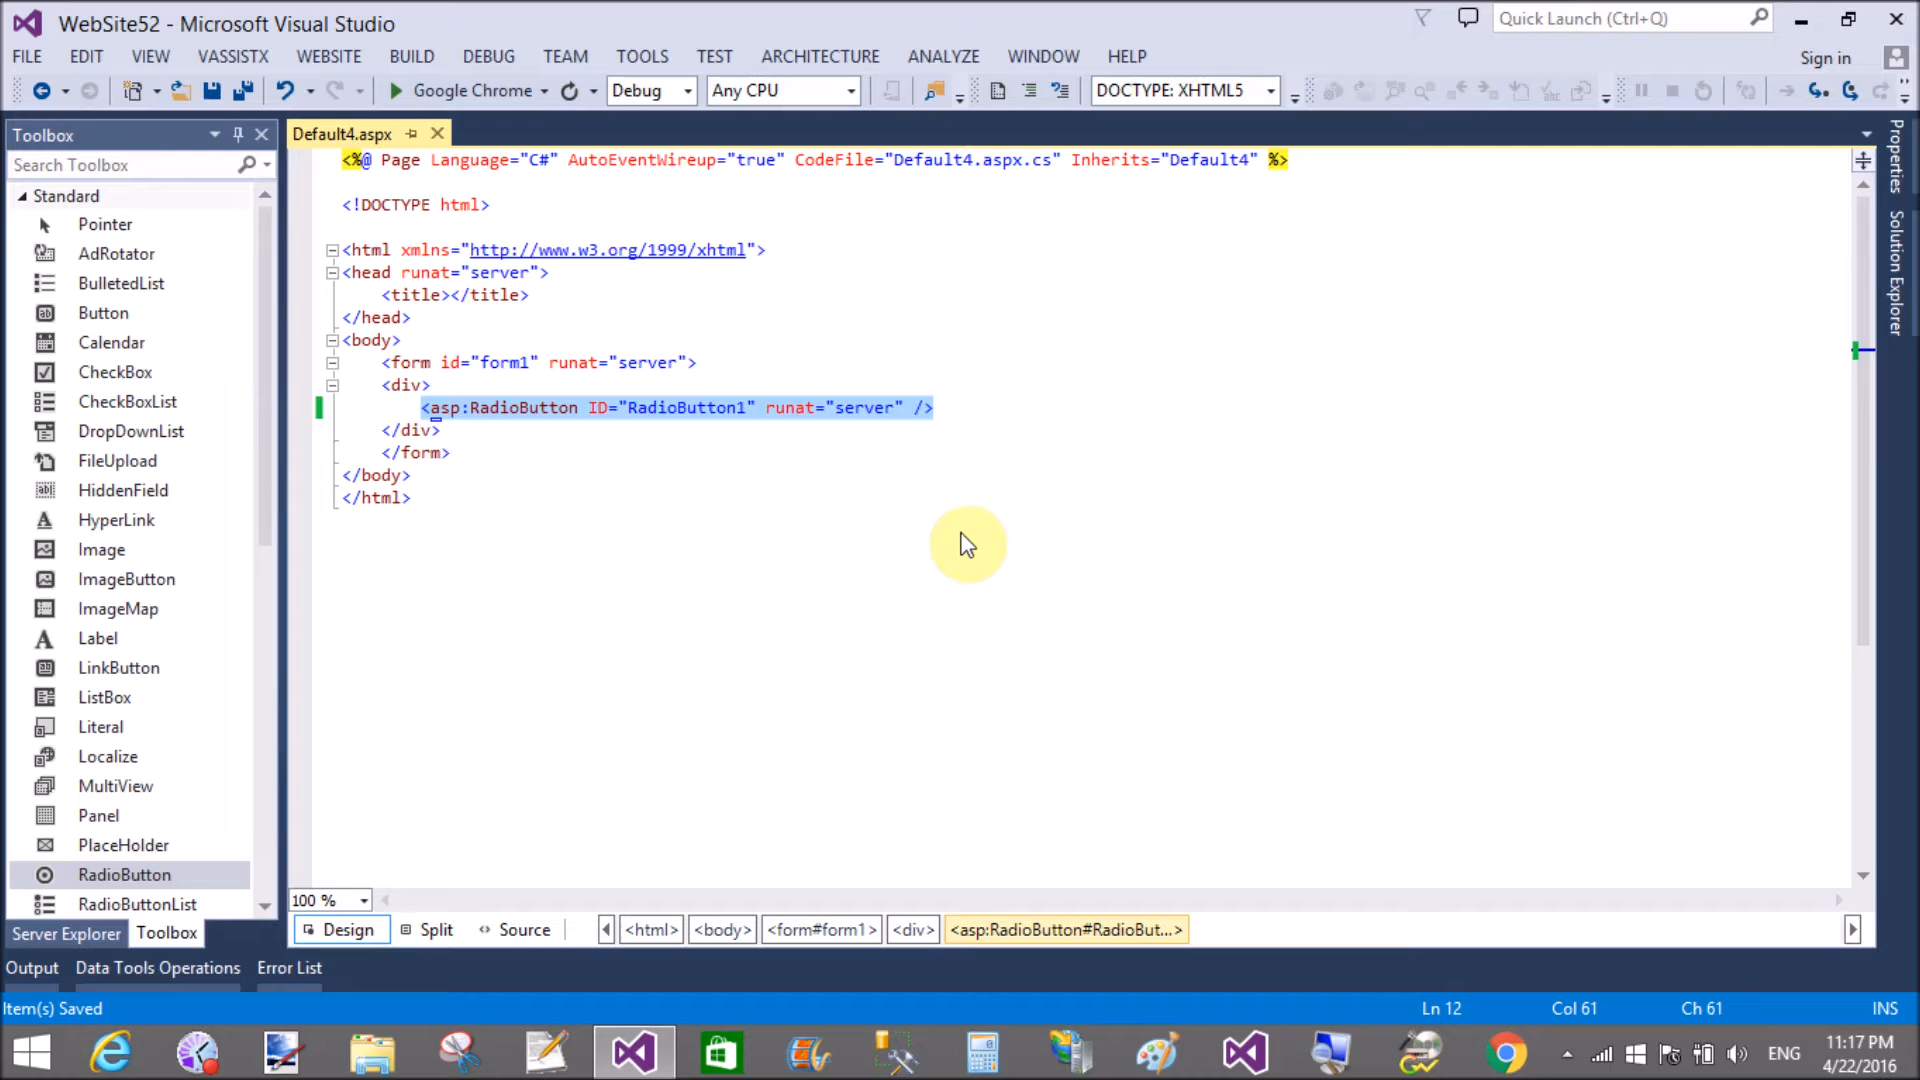 WebSite52 - Microsoft Visual Studio
Quick Launch (Ctrl+Q)
FILE EDIT VIEW VASSISTX WEBSITE BUILD DEBUG TEAM TOOLS TEST ARCHITECTURE ANALYZE WINDOW HELP
Sign in
Google Chrome Debug Any CPU DOCTYPE: XHTML5
Toolbox
Search Toolbox
Standard
Pointer
AdRotator
BulletedList
Button
Calendar
CheckBox
CheckBoxList
DropDownList
FileUpload
HiddenField
HyperLink
Image
ImageButton
ImageMap
Label
LinkButton
ListBox
Literal
Localize
MultiView
Panel
PlaceHolder
RadioButton
RadioButtonList
Server Explorer Toolbox
Default4.aspx
<%@ Page Language="C#" AutoEventWireup="true" CodeFile="Default4.aspx.cs" Inherits="Default4" %>
<!DOCTYPE html>
<html xmlns="http://www.w3.org/1999/xhtml">
<head runat="server">
<title></title>
</head>
<body>
<form id="form1" runat="server">
<div>
<asp:RadioButton ID="RadioButton1" runat="server" />
</div>
</form>
</body>
</html>
100 %
Design Split Source <html> <body> <form#form1> <div> <asp:RadioButton#RadioBut...>
Properties
Solution Explorer
Output Data Tools Operations Error List
Item(s) Saved Ln 12 Col 61 Ch 61 INS
ENG
11:17 PM
4/22/2016